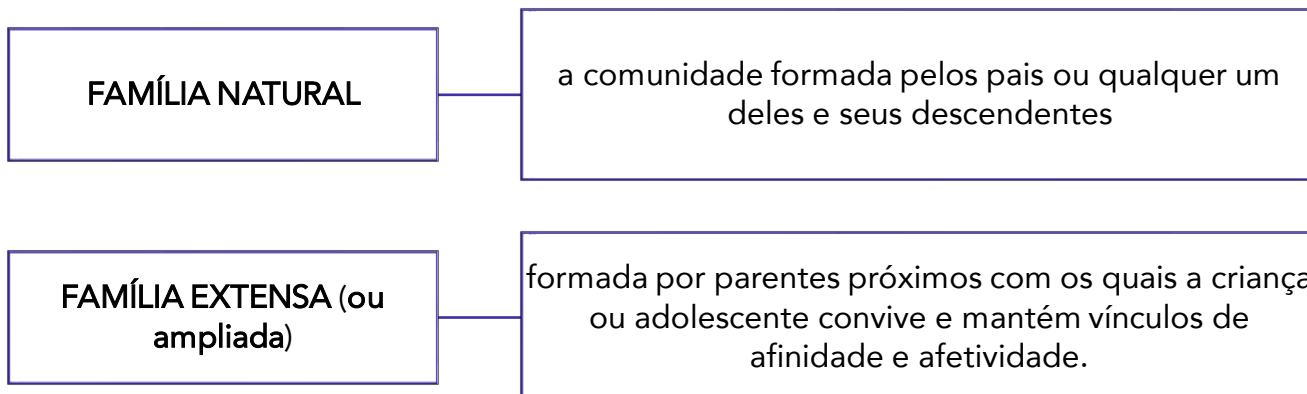 FAMÍLIA NATURAL
a comunidade formada pelos pais ou qualquer um
deles e seus descendentes
FAMÍLIA EXTENSA (ou
ampliada)
formada por parentes próximos com os quais a criança
ou adolescente convive e mantém vínculos de
afinidade e afetividade.